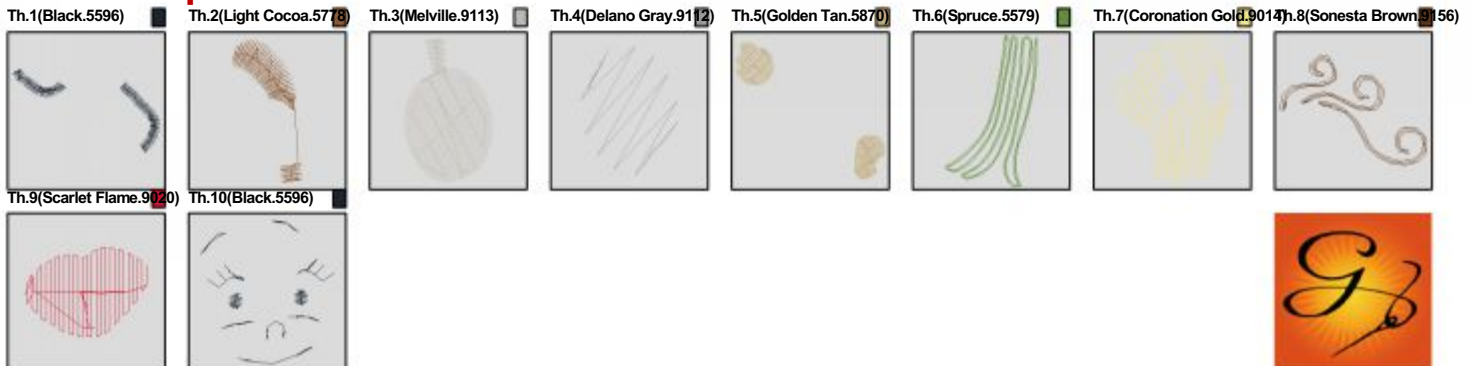 Th.1(Black.5596) Th.2(Light Cocoa.5778) Th.3(Melville.9113) Th.4(Delano Gray.9112) Th.5(Golden Tan.5870) Th.6(Spruce.5579) Th.7(Coronation Gold.9014) Th.8(Sonesta Brown.9156)
Th.9(Scarlet Flame.9020) Th.10(Black.5596)
G